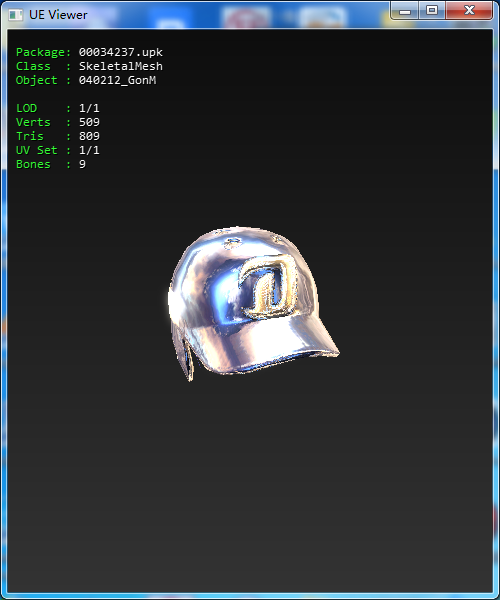 UE Viewer
Package: 00034237.upk
Class : SkeletalMesh
Object : 040212_GonM
LOD : 1/1
Verts : 509
Tris : 809
UV Set : 1/1
Bones : 9